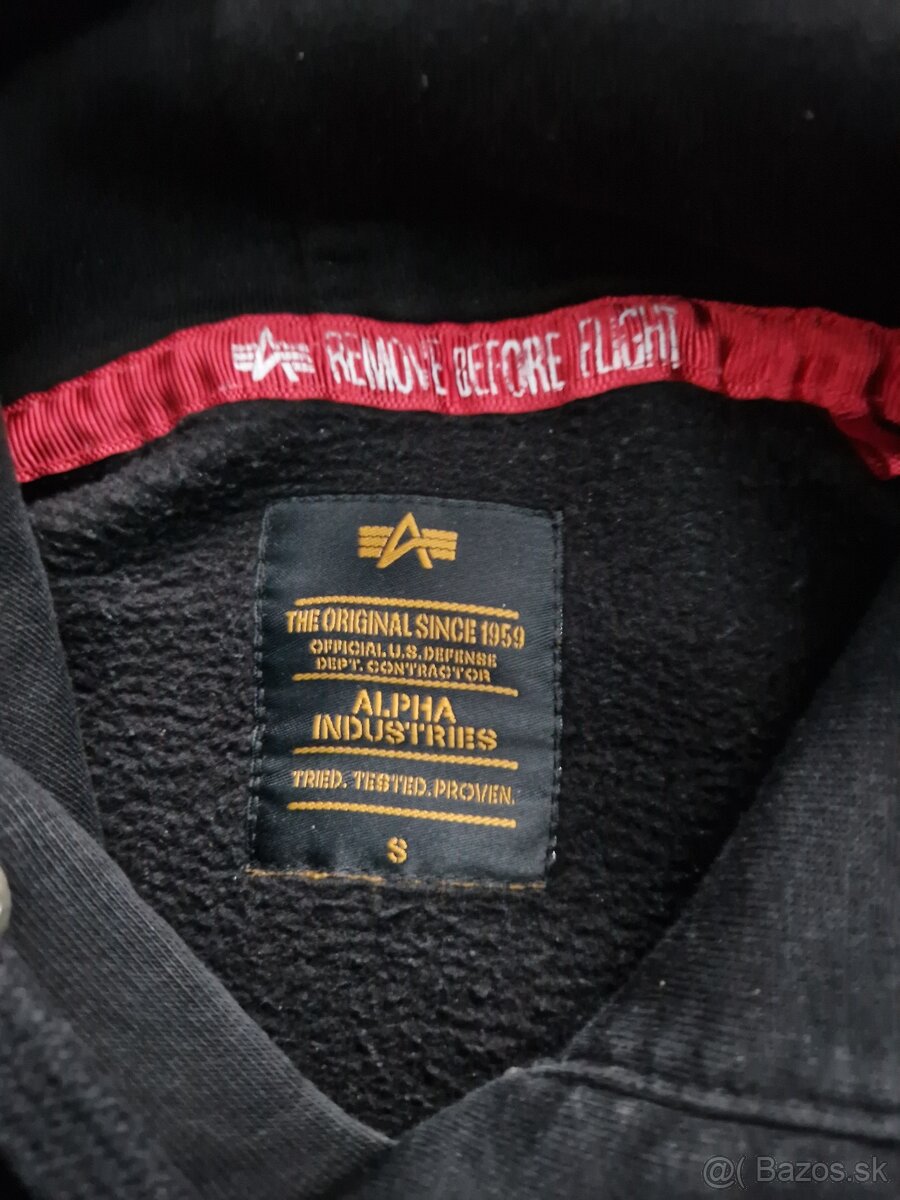 REMOVE BEFORE FLIGHT
THE ORIGINAL SINCE 1959
OFFICIAL U.S. DEFENSE
DEPT. CONTRACTOR
ALPHA
INDUSTRIES
TRIED. TESTED. PROVEN.
S
@( Bazos.sk